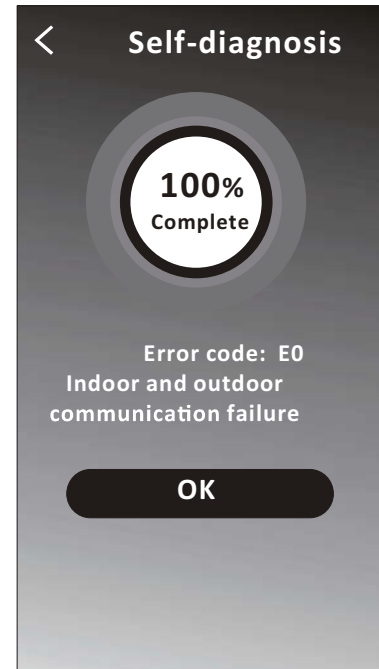 Self-diagnosis
100%
Complete
Error code: E0
Indoor and outdoor
communication failure
OK